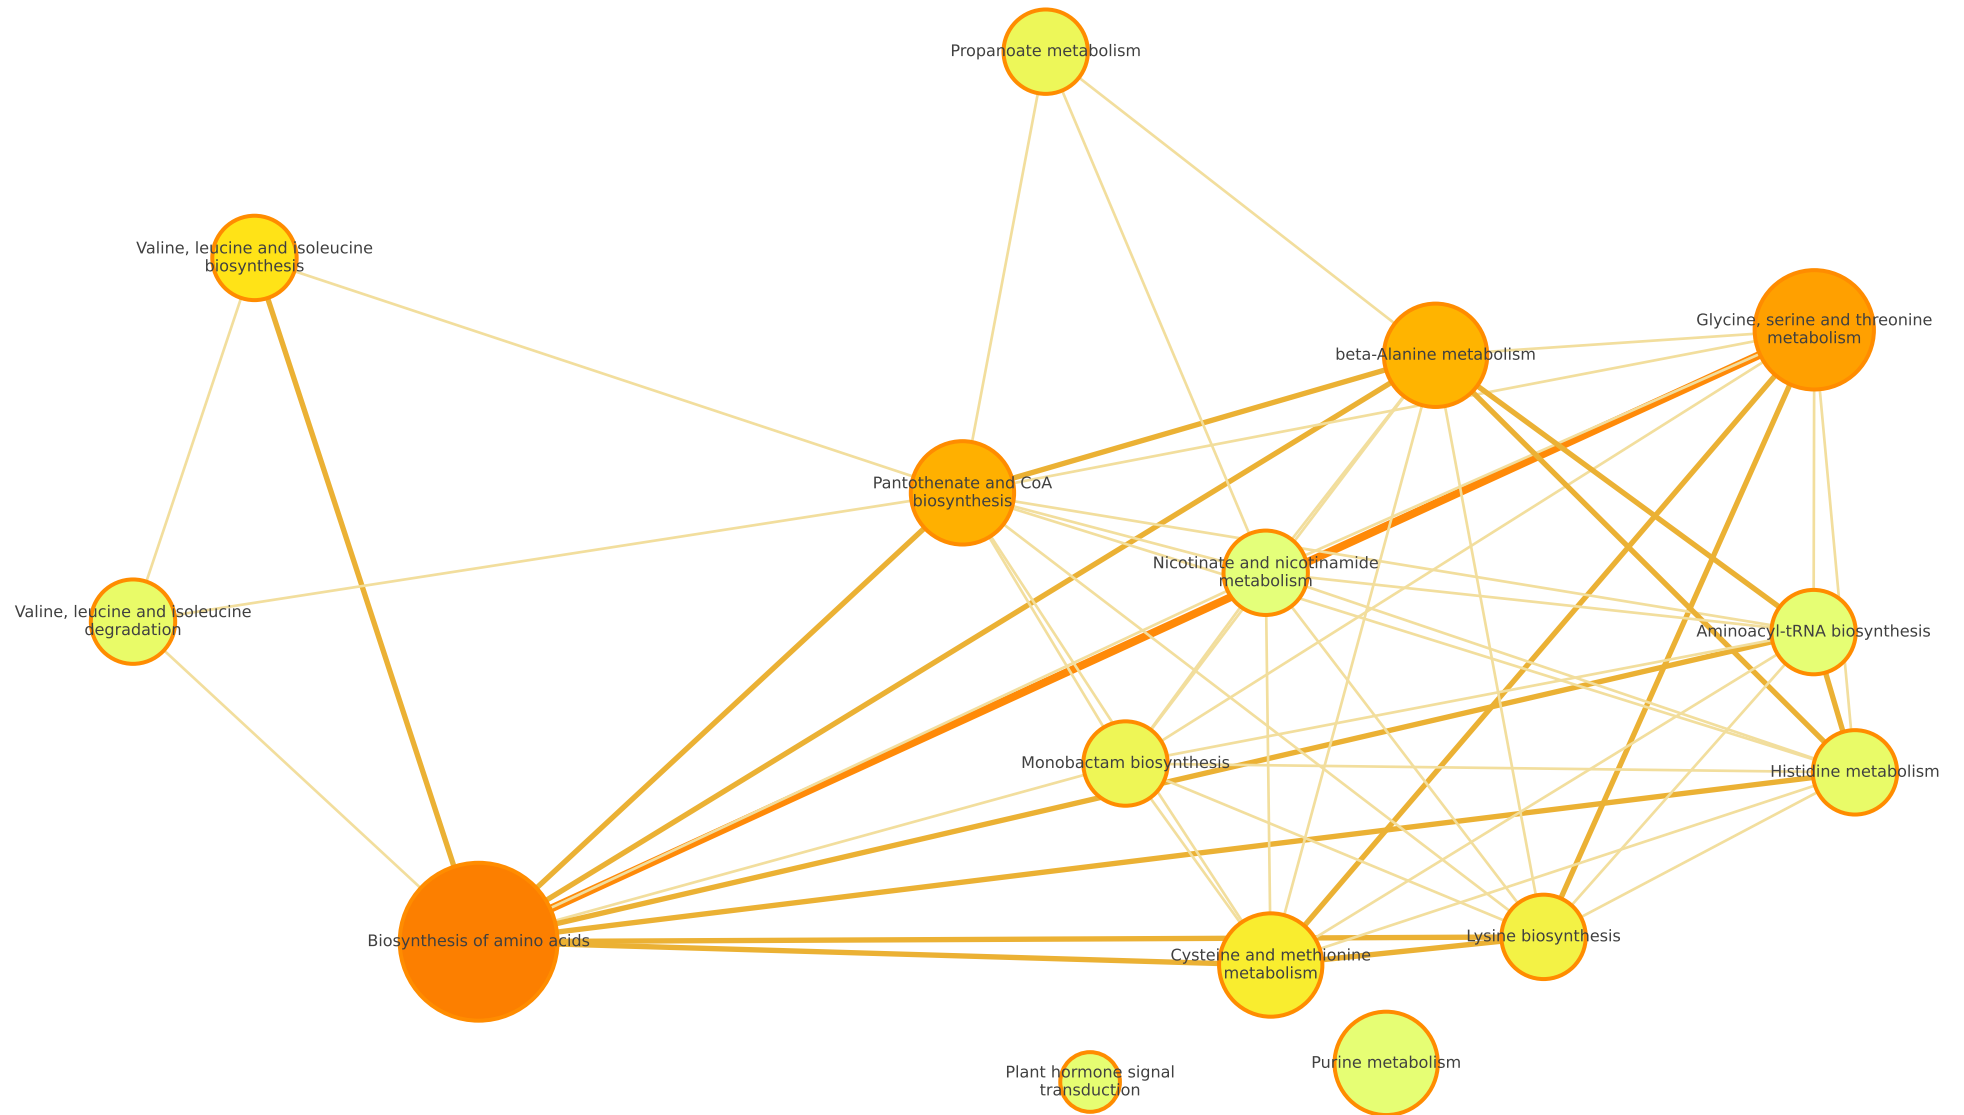 Propanoate metabolism
Valine, leucine and isoleucine
biosynthesis
Glycine, serine and threonine
metabolism
beta-Alanine metabolism
Pantothenate and CoA
biosynthesis
Nicotinate and nicotinamide
metabolism
Valine, leucine and isoleucine
degradation
Aminoacyl-tRNA biosynthesis
Monobactam biosynthesis
Histidine metabolism
Biosynthesis of amino acids
Lysine biosynthesis
Cysteine and methionine
metabolism
Purine metabolism
Plant hormone signal
transduction